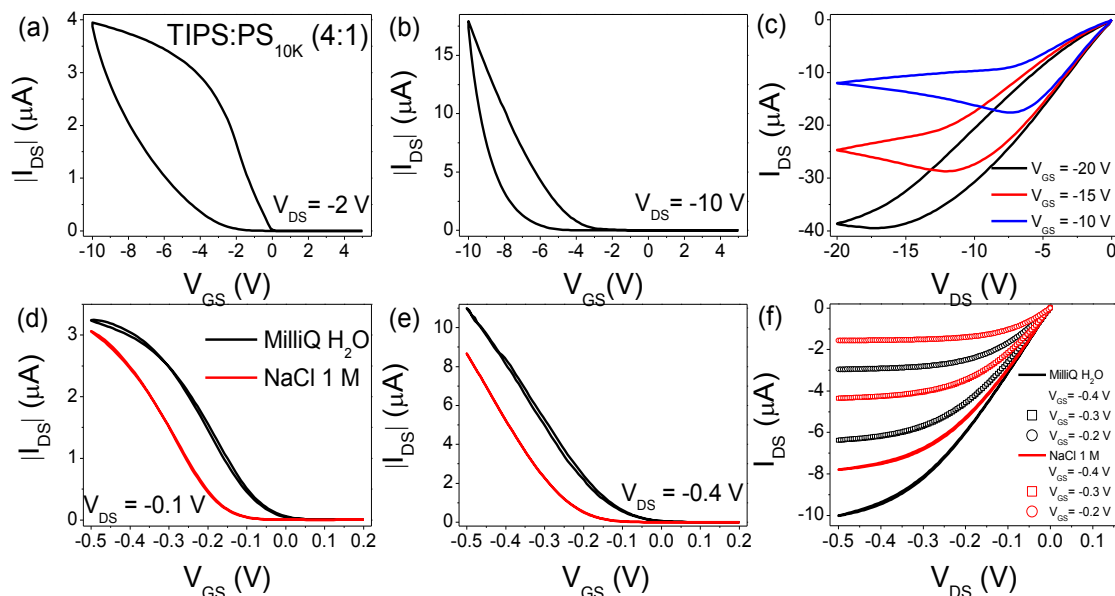 (a)
TIPS:PS10K (4:1)
4
3
2
1
0
|IDS| (μA)
VDS= -2 V
-10 -8 -6 -4 -2 0 2 4
VGS (V)
(b)
15
10
5
0
|IDS| (μA)
VDS= -10 V
-10 -8 -6 -4 -2 0 2 4
VGS (V)
(c)
0
-10
-20
-30
-40
IDS (μA)
VGS = -20 V
VGS = -15 V
VGS = -10 V
-20 -15 -10 -5
VDS (V)
(d)
3
2
1
0
|IDS| (μA)
MilliQ H2O
NaCl 1 M
VDS = -0.1 V
-0.5 -0.4 -0.3 -0.2 -0.1 0.0 0.1 0.2
VGS (V)
(e)
10
8
6
4
2
0
|IDS| (μA)
VDS = -0.4 V
-0.5 -0.4 -0.3 -0.2 -0.1 0.0 0.1 0.2
VGS (V)
(f)
0
-2
-4
-6
-8
-10
IDS (μA)
MilliQ H2O
VGS= -0.4 V
VGS= -0.3 V
VGS= -0.2 V
NaCl 1 M
VGS= -0.4 V
VGS= -0.3 V
VGS= -0.2 V
-0.5 -0.4 -0.3 -0.2 -0.1 0.0
VDS (V)